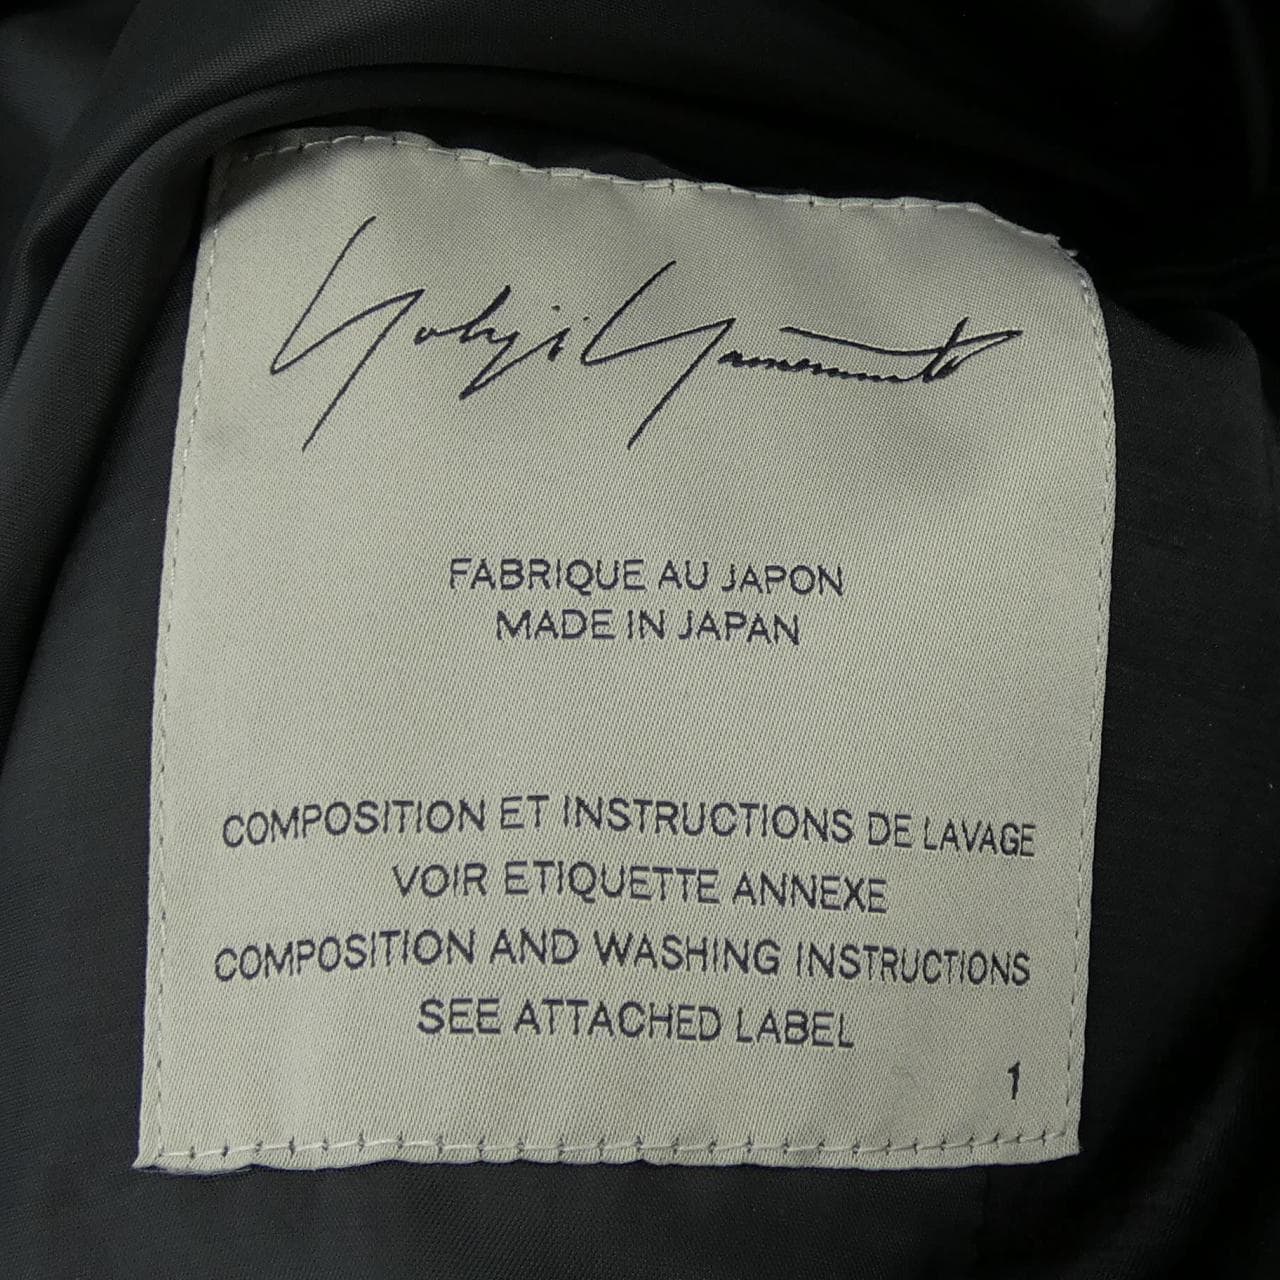 Yohji Yamamoto
FABRIQUE AU JAPON
MADE IN JAPAN
COMPOSITION ET INSTRUCTIONS DE LAVAGE
VOIR ETIQUETTE ANNEXE
COMPOSITION AND WASHING INSTRUCTIONS
SEE ATTACHED LABEL
1